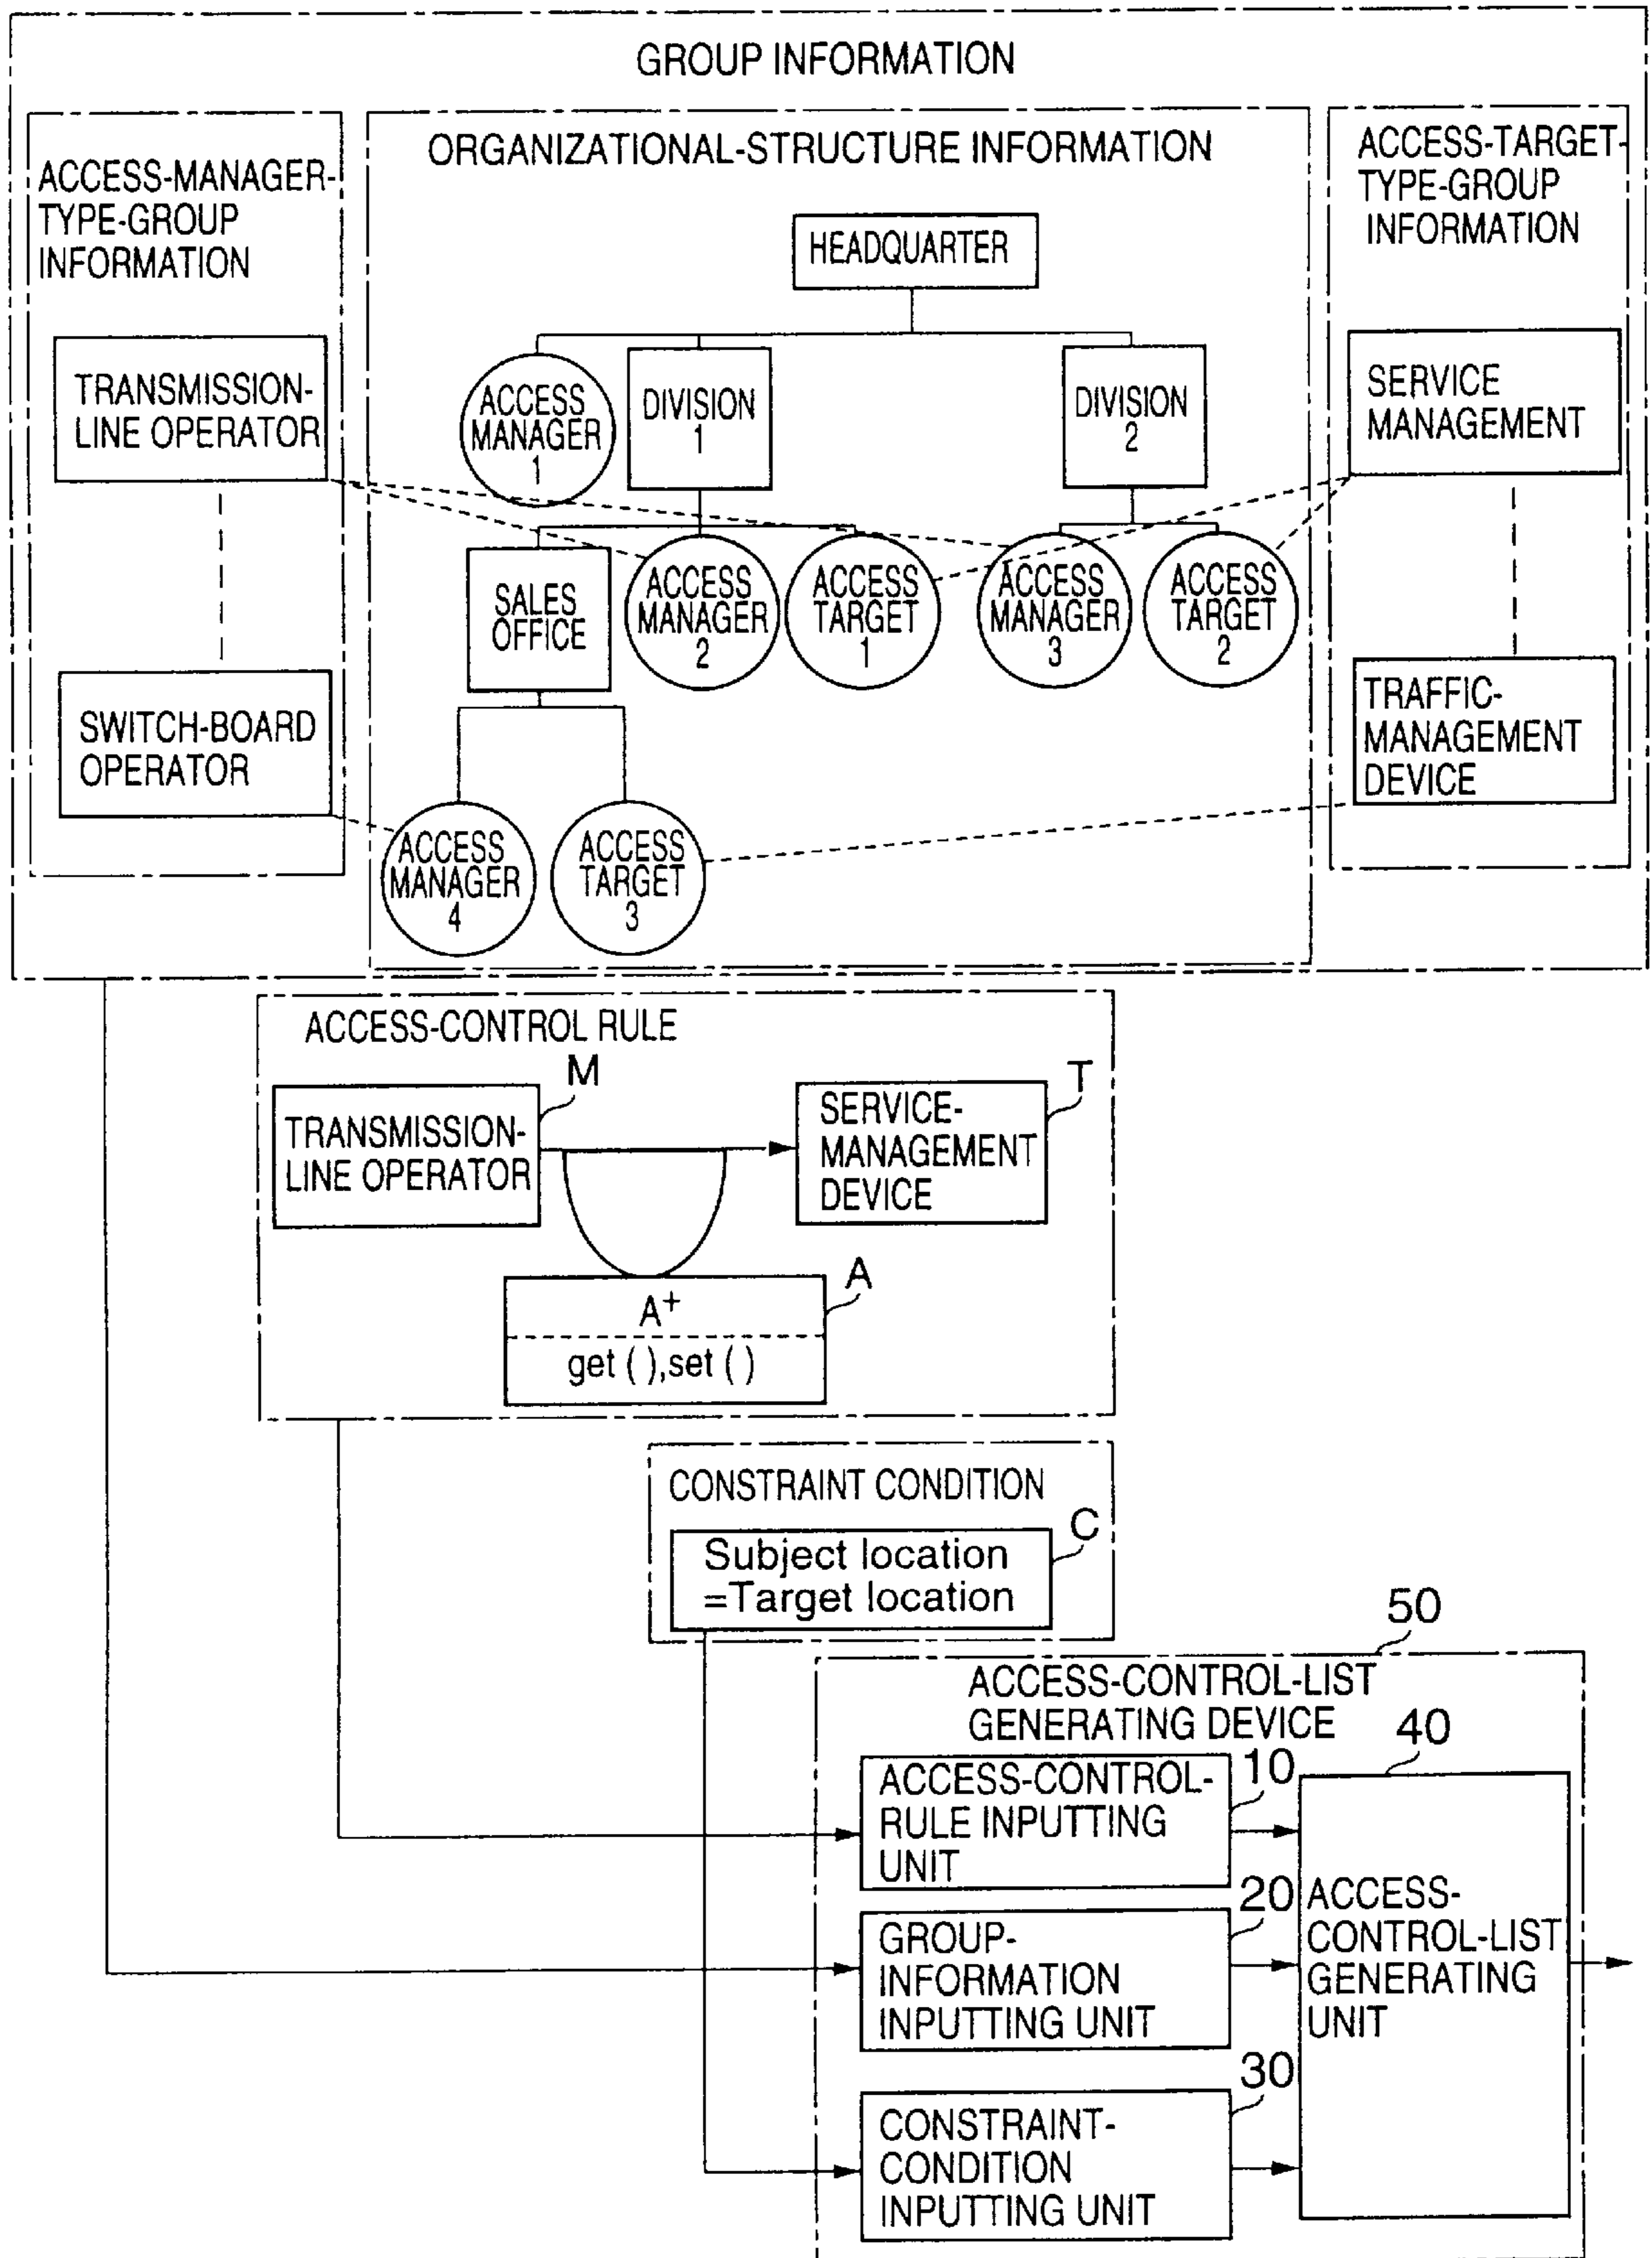 GROUP INFORMATION
ACCESS-MANAGER-
TYPE-GROUP
INFORMATION
TRANSMISSION-
LINE OPERATOR
SWITCH-BOARD
OPERATOR
ORGANIZATIONAL-STRUCTURE INFORMATION
HEADQUARTER
ACCESS
MANAGER
1
DIVISION
1
DIVISION
2
SALES
OFFICE
ACCESS
MANAGER
2
ACCESS
TARGET
1
ACCESS
MANAGER
3
ACCESS
TARGET
2
ACCESS
MANAGER
4
ACCESS
TARGET
3
ACCESS-TARGET-
TYPE-GROUP
INFORMATION
SERVICE
MANAGEMENT
TRAFFIC-
MANAGEMENT
DEVICE
ACCESS-CONTROL RULE
M
TRANSMISSION-
LINE OPERATOR
T
SERVICE-
MANAGEMENT
DEVICE
A
A+
get ( ),set ( )
CONSTRAINT CONDITION
C
Subject location
=Target location
50
ACCESS-CONTROL-LIST
GENERATING DEVICE
10
ACCESS-CONTROL-
RULE INPUTTING
UNIT
20
GROUP-
INFORMATION
INPUTTING UNIT
30
CONSTRAINT-
CONDITION
INPUTTING UNIT
40
ACCESS-
CONTROL-LIST
GENERATING
UNIT